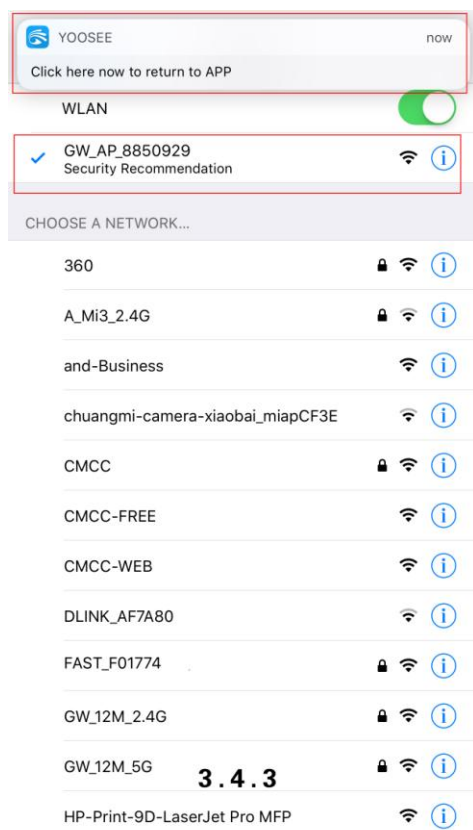 YOOSEE now
Click here now to return to APP
WLAN
GW_AP_8850929
Security Recommendation
CHOOSE A NETWORK...
360
A_Mi3_2.4G
and-Business
chuangmi-camera-xiaobai_miapCF3E
CMCC
CMCC-FREE
CMCC-WEB
DLINK_AF7A80
FAST_F01774
GW_12M_2.4G
GW_12M_5G
3.4.3
HP-Print-9D-LaserJet Pro MFP